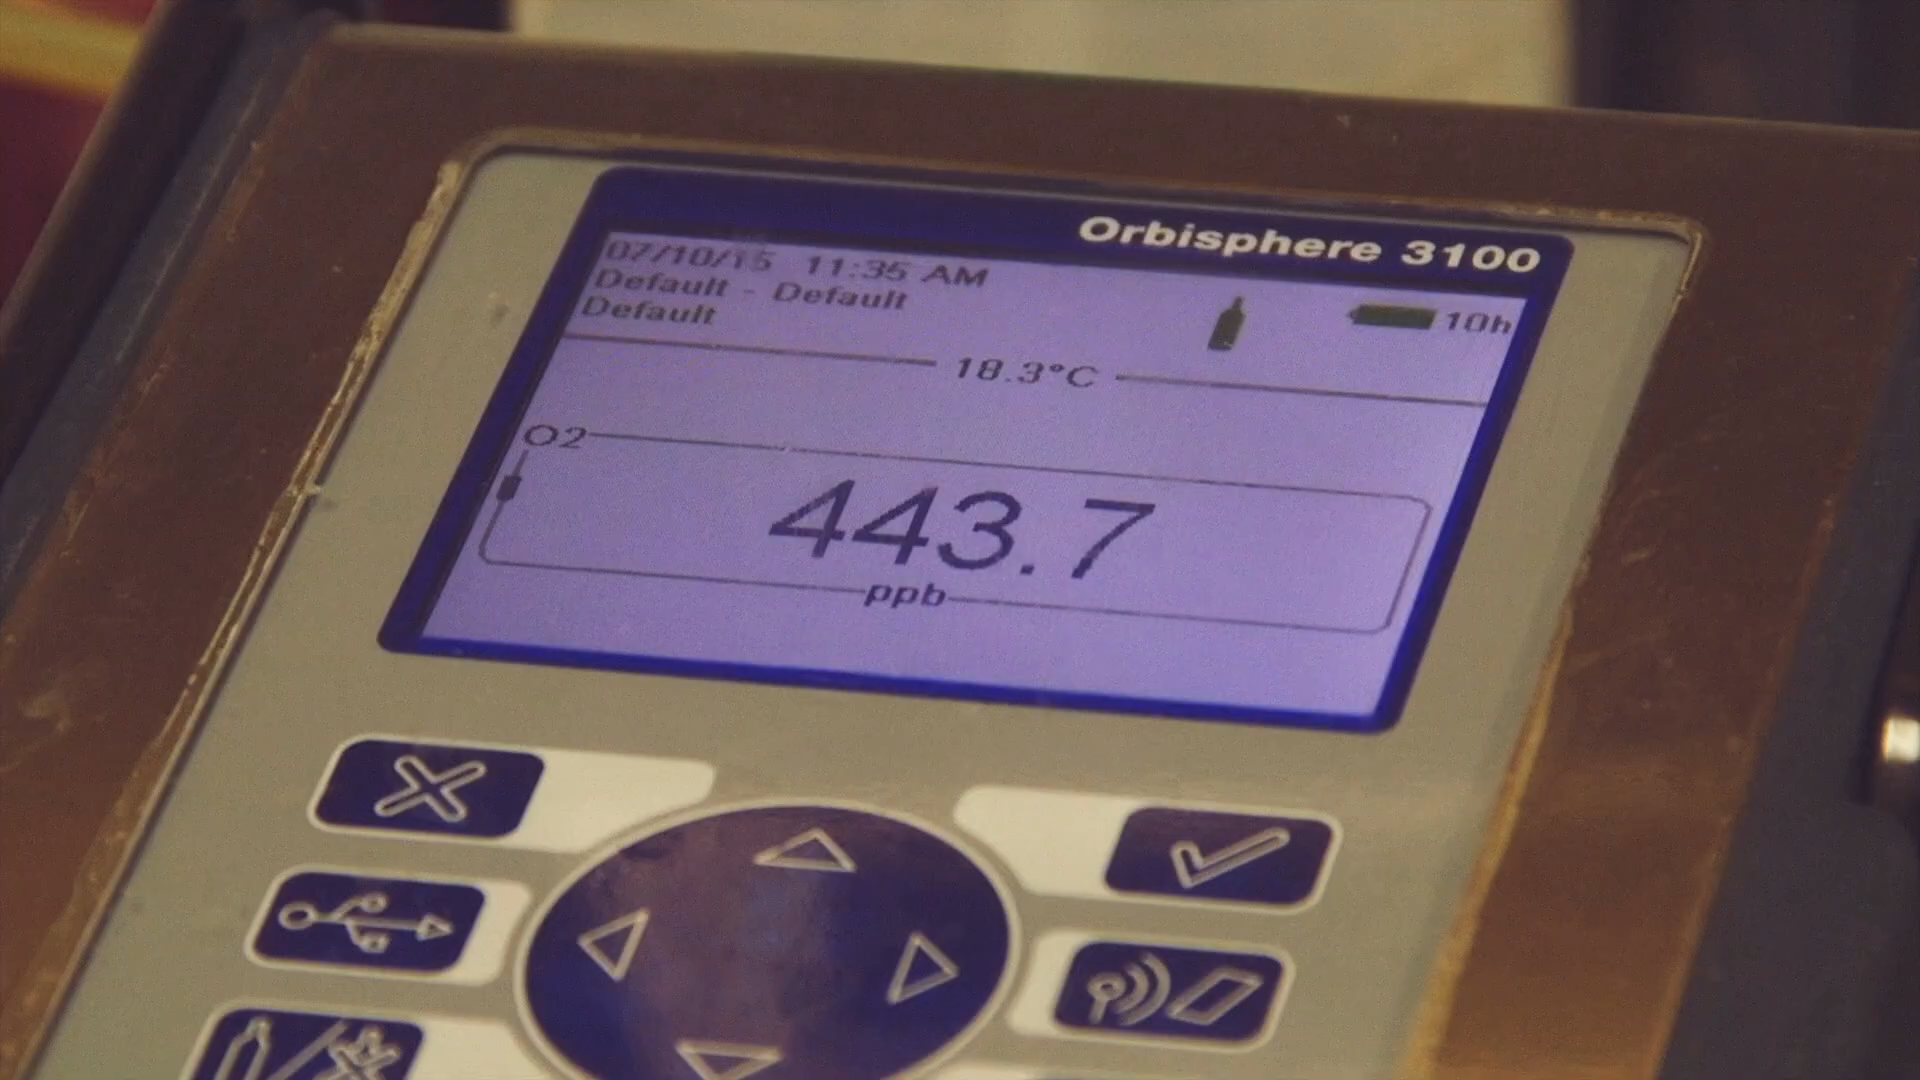 Orbisphere 3100
07/10/15 11:35 AM
Default - Default
Default
10h
18.3°C
O2
443.7
ppb